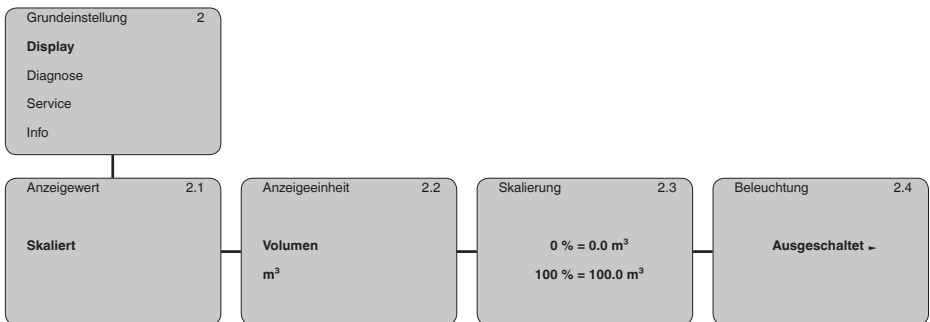 Grundeinstellung 2
Display
Diagnose
Service
Info
Anzeigewert 2.1
Skaliert
Anzeigeeinheit 2.2
Volumen
m³
Skalierung 2.3
0 % = 0.0 m³
100 % = 100.0 m³
Beleuchtung 2.4
Ausgeschaltet ►